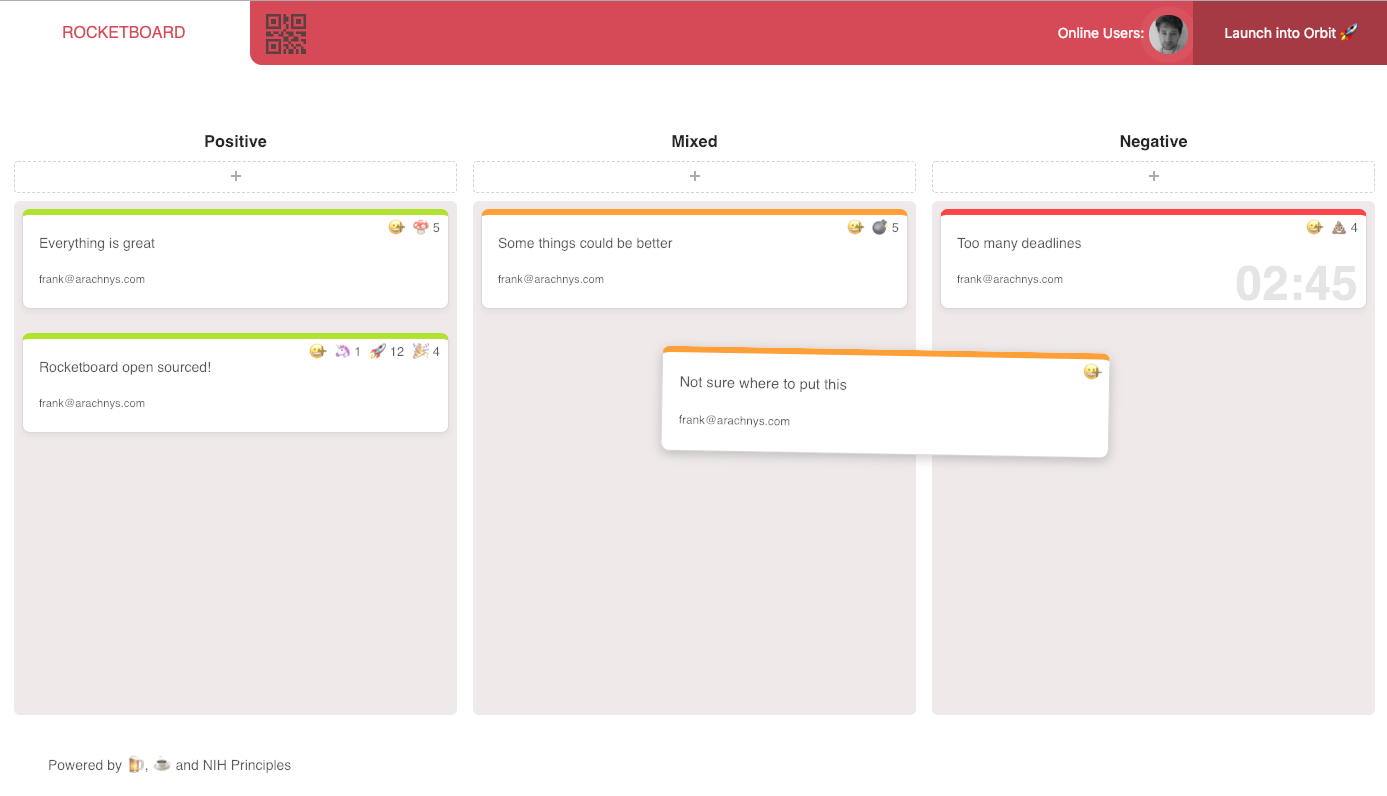 ROCKETBOARD
Online Users:
Launch into Orbit 🚀
Positive
+
Everything is great
5
frank@arachnys.com
Rocketboard open sourced!
1 12 4
frank@arachnys.com
Mixed
+
Some things could be better
5
frank@arachnys.com
Not sure where to put this
frank@arachnys.com
Negative
+
Too many deadlines
4
frank@arachnys.com
02:45
Powered by 🍺, ☕ and NIH Principles